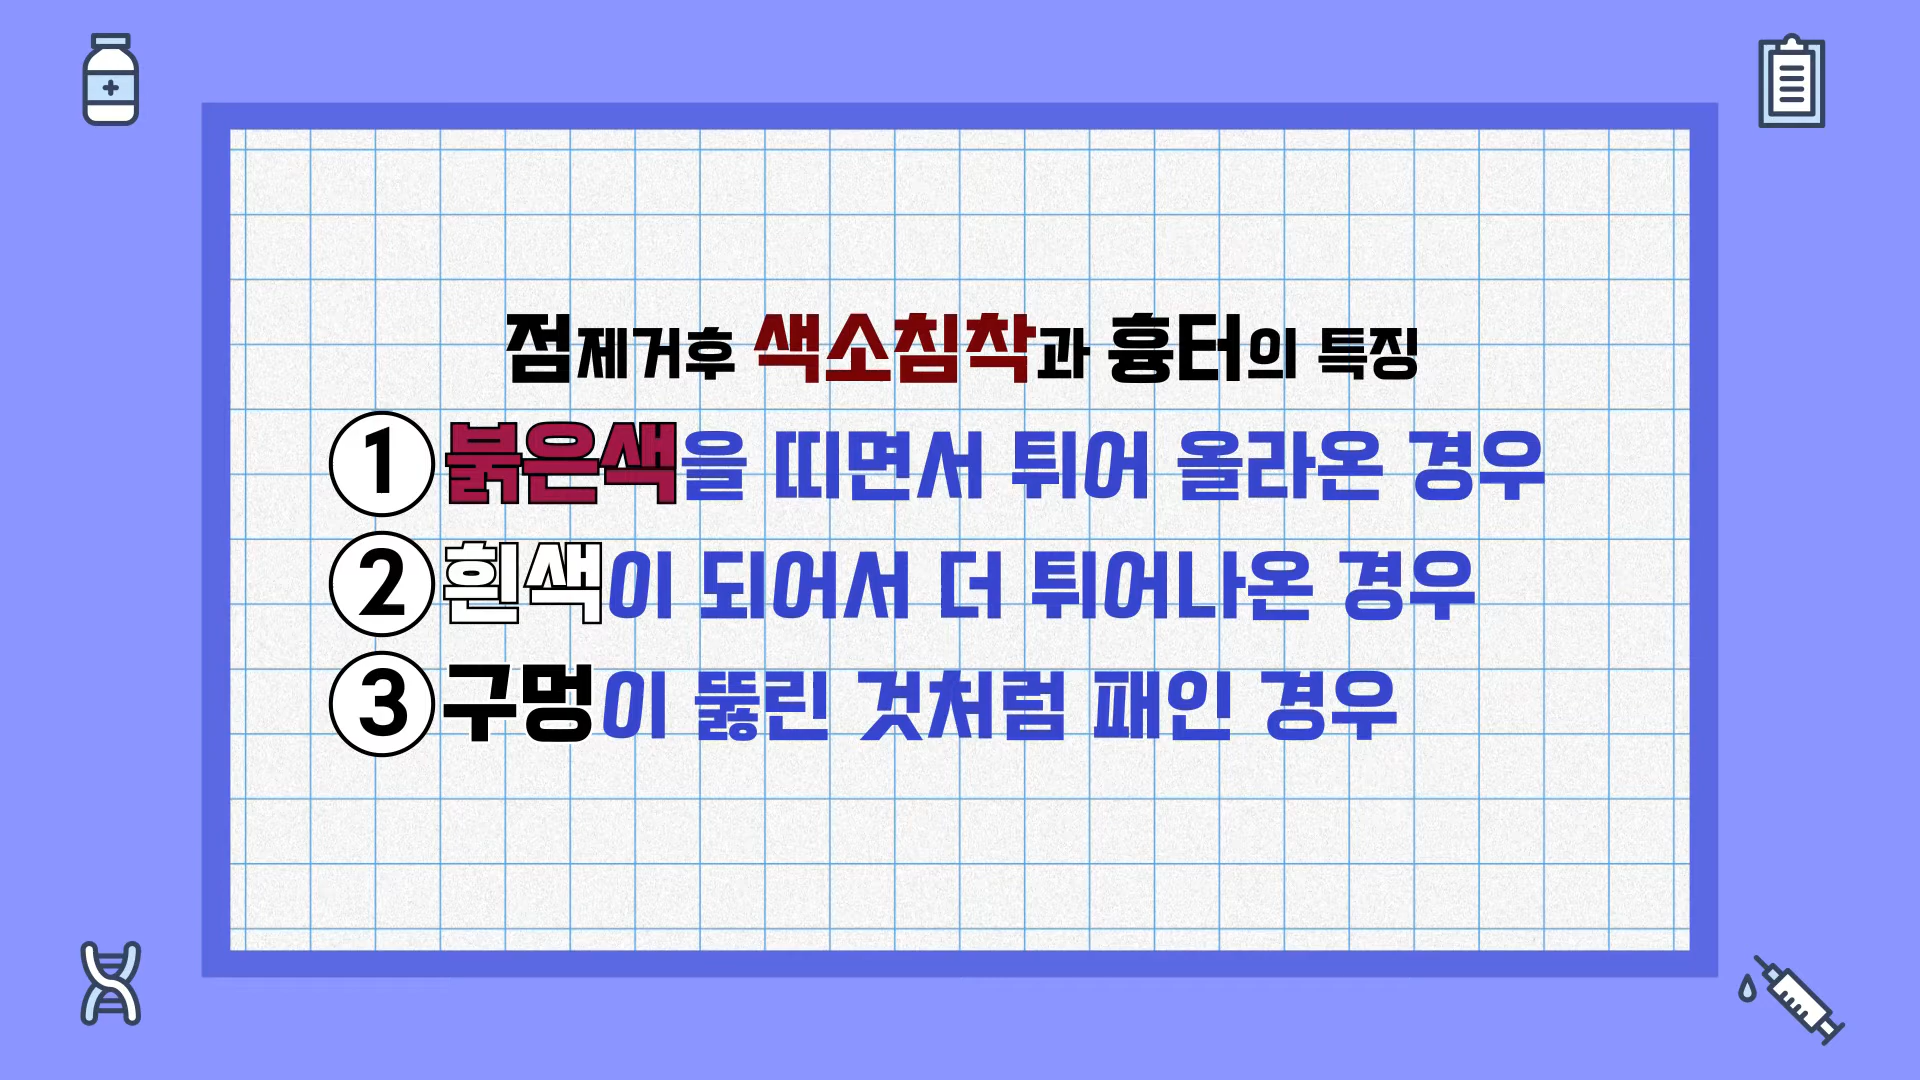 점제거후 색소침착과 흉터의 특징
① 붉은색을 띠면서 튀어 올라온 경우
② 흰색이 되어서 더 튀어나온 경우
③ 구멍이 뚫린 것처럼 패인 경우